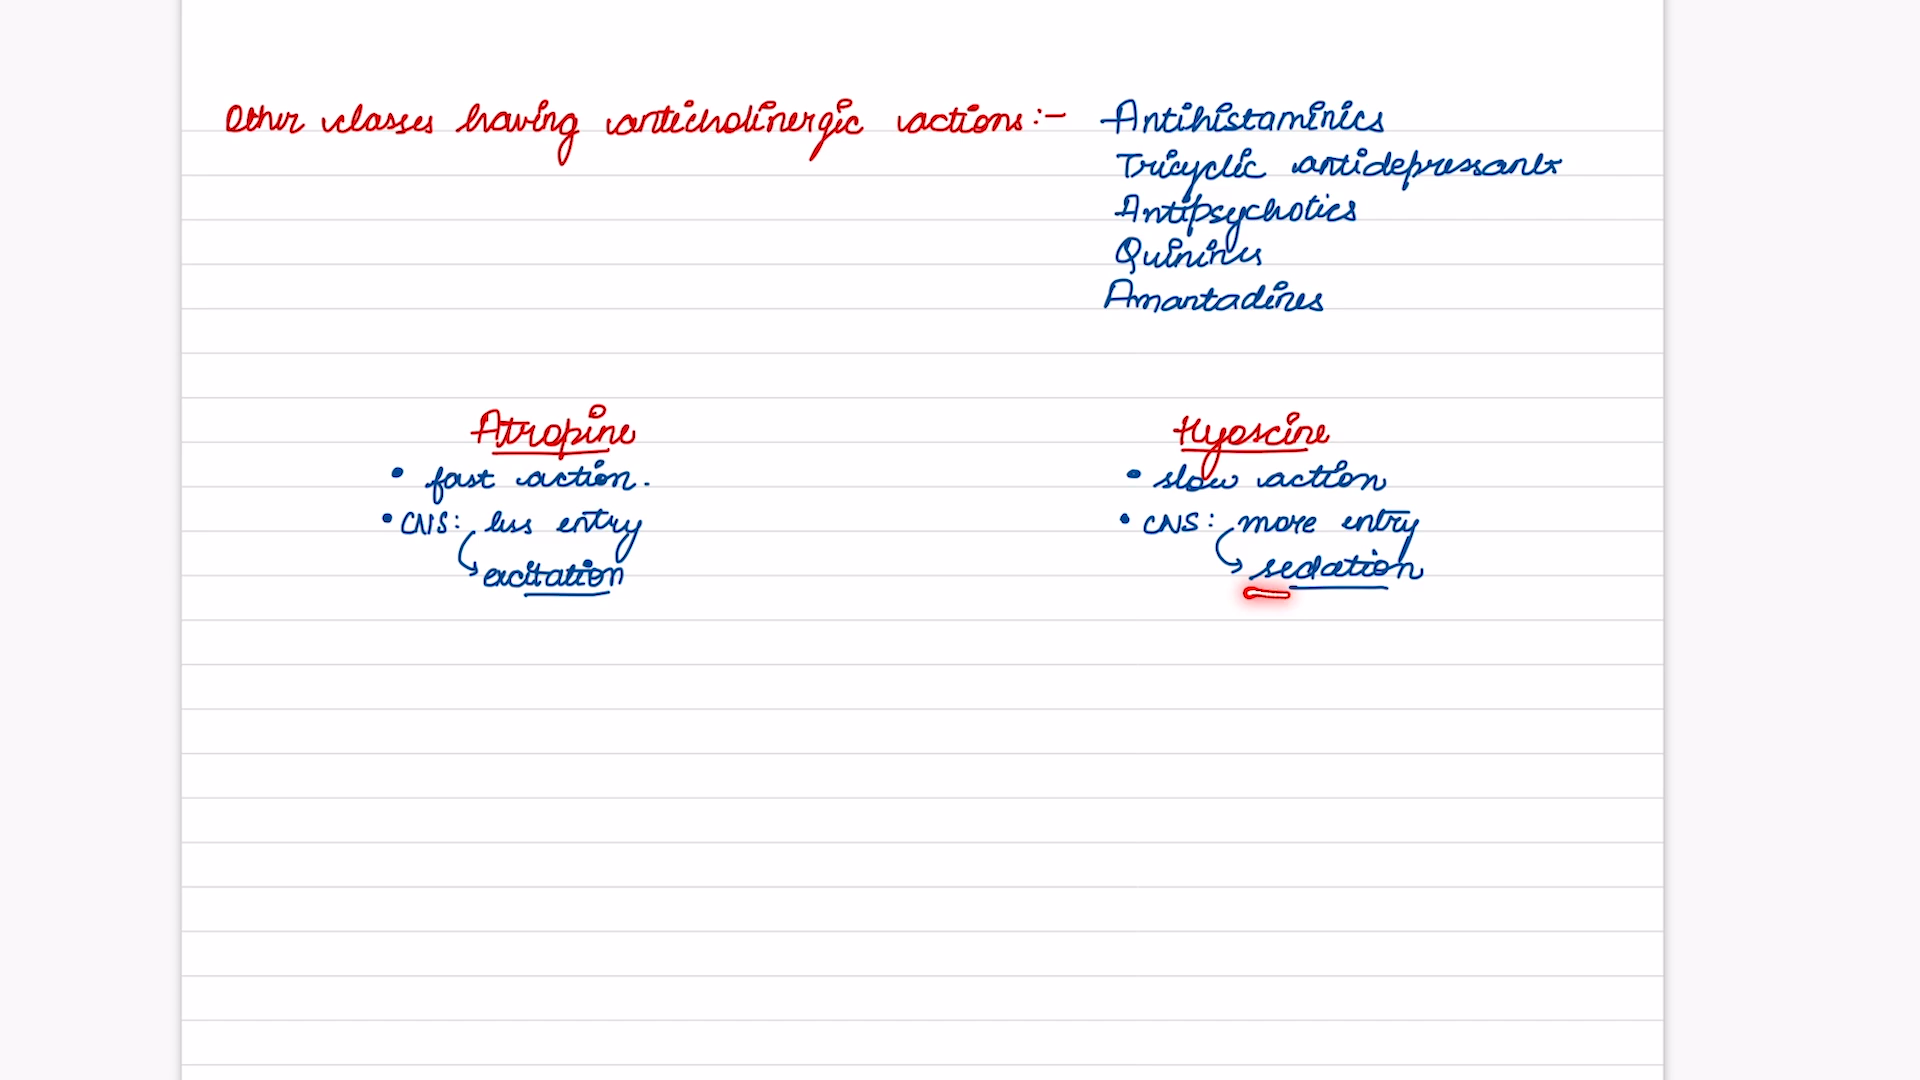 Other classes having anticholinergic actions:- Antihistaminics
Tricyclic antidepressants
Antipsychotics
Quinines
Amantadines
Atropine
• fast action.
• CNS: less entry
excitation
Hyoscine
• slow action
• CNS: more entry
sedation